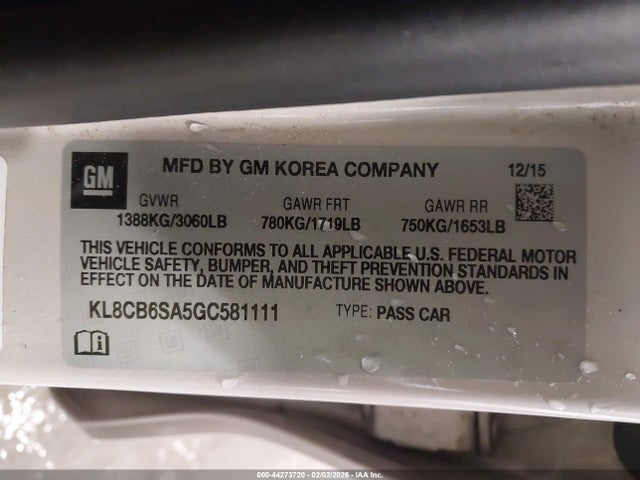 GM
MFD BY GM KOREA COMPANY 12/15
GVWR GAWR FRT GAWR RR
1388KG/3060LB 780KG/1719LB 750KG/1653LB
THIS VEHICLE CONFORMS TO ALL APPLICABLE U.S. FEDERAL MOTOR
VEHICLE SAFETY, BUMPER, AND THEFT PREVENTION STANDARDS IN
EFFECT ON THE DATE OF MANUFACTURE SHOWN ABOVE.
KL8CB6SA5GC581111 TYPE: PASS CAR
000-44273720 - 02/02/2026 - IAAI.COM